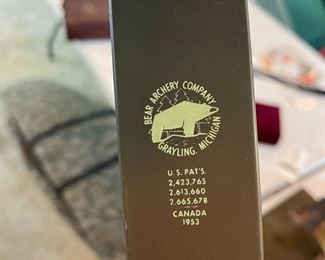 BEAR ARCHERY COMPANY
GRAYLING, MICHIGAN
U.S. PAT'S.
2,423,765
2,613,660
2.665.678
CANADA
1953